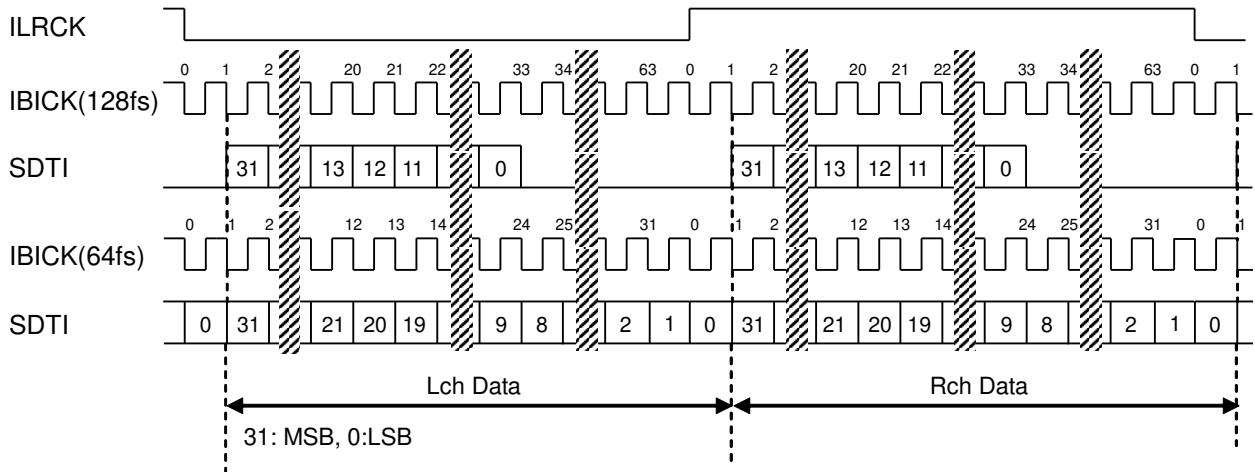 ILRCK
0 1 2 20 21 22 33 34 63 0 1 2 20 21 22 33 34 63 0 1
IBICK(128fs)
SDTI 31 13 12 11 0 31 13 12 11 0
0 1 2 12 13 14 24 25 31 0 1 2 12 13 14 24 25 31 0 1
IBICK(64fs)
SDTI 0 31 21 20 19 9 8 2 1 0 31 21 20 19 9 8 2 1 0
Lch Data Rch Data
31: MSB, 0:LSB